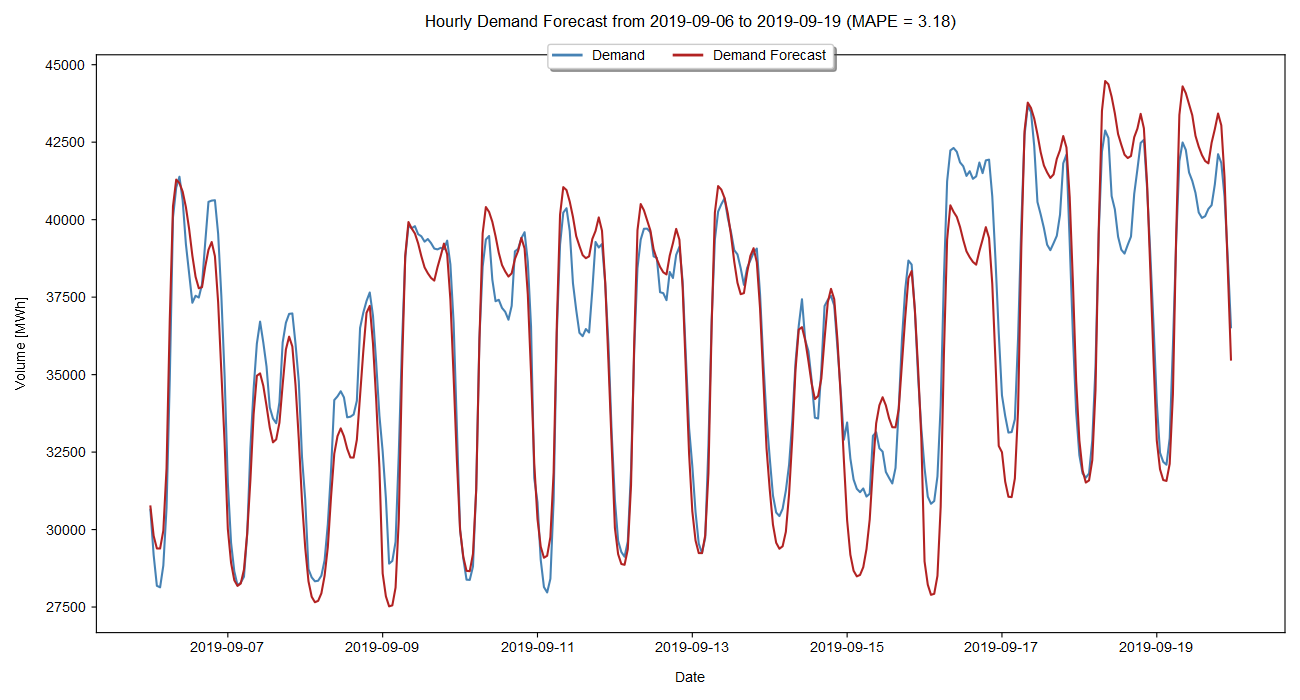 Hourly Demand Forecast from 2019-09-06 to 2019-09-19 (MAPE = 3.18)
Demand Demand Forecast
45000
42500
40000
37500
35000
32500
30000
27500
Volume [MWh]
2019-09-07 2019-09-09 2019-09-11 2019-09-13 2019-09-15 2019-09-17 2019-09-19
Date